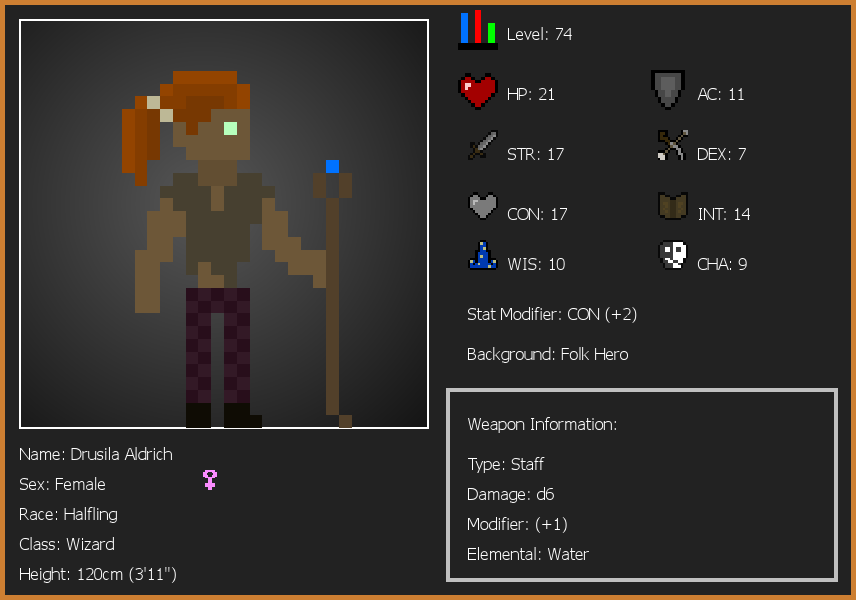 Level: 74
HP: 21
AC: 11
STR: 17
DEX: 7
CON: 17
INT: 14
WIS: 10
CHA: 9
Stat Modifier: CON (+2)
Background: Folk Hero
Weapon Information:
Type: Staff
Damage: d6
Modifier: (+1)
Elemental: Water
Name: Drusila Aldrich
Sex: Female
Race: Halfling
Class: Wizard
Height: 120cm (3'11")